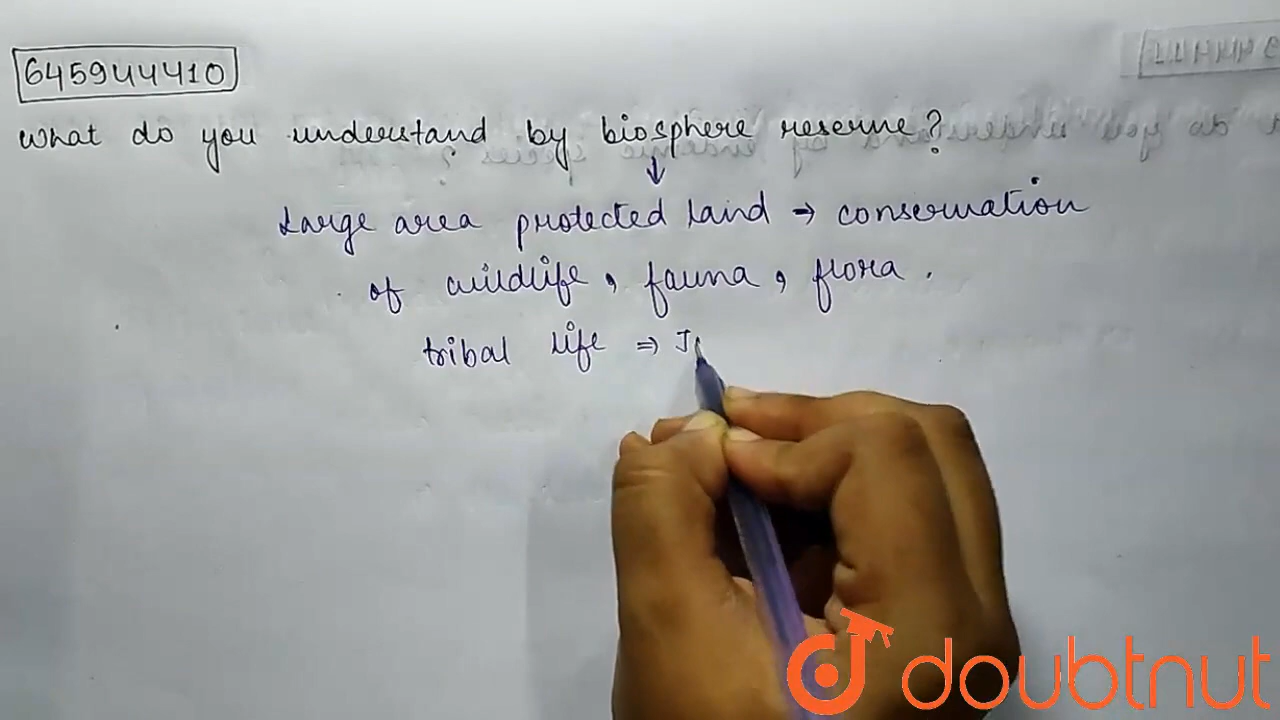 645944410
What do you understand by biosphere reserve?
↓
Large area protected land → conservation
of wildlife, fauna, flora.
tribal life ⇒
doubtnut